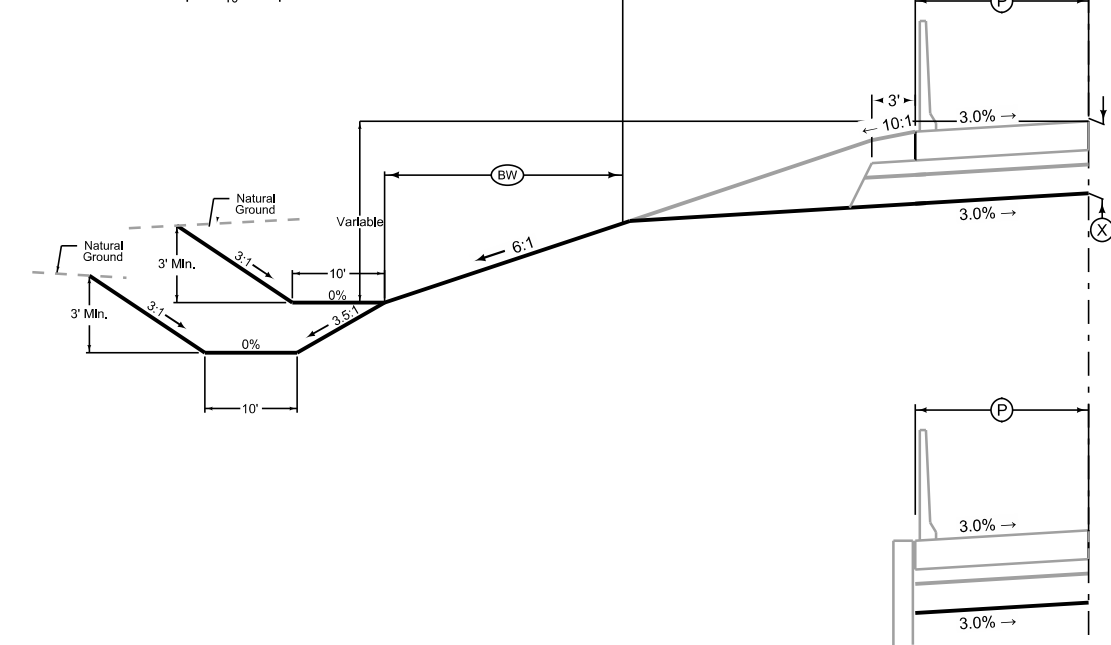 10
P
3'
← 10:1
3.0% →
BW
Natural
Ground
Variable
3.0% →
X
6:1
Natural
Ground
3:1
3' Min.
10'
0%
3:1
3' Min.
3.5:1
0%
10'
P
3.0% →
3.0% →